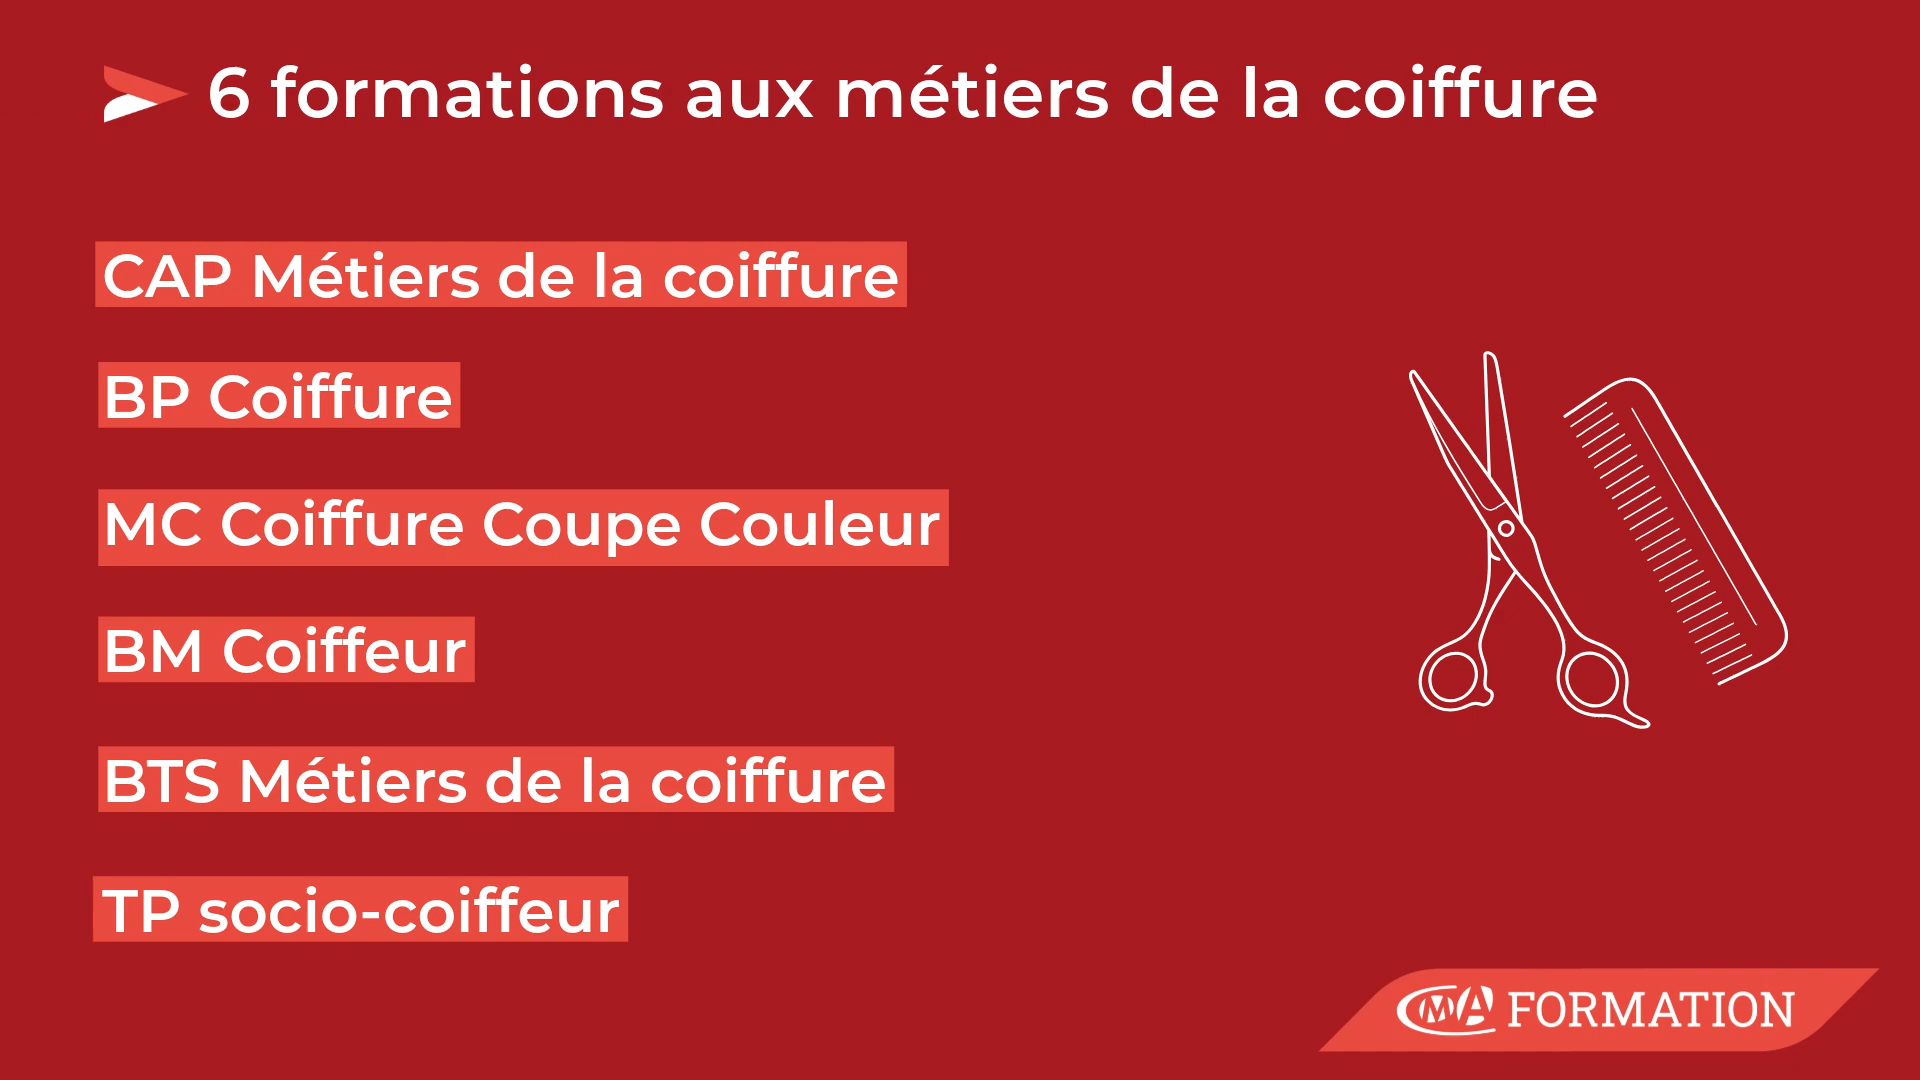 6 formations aux métiers de la coiffure
CAP Métiers de la coiffure
BP Coiffure
MC Coiffure Coupe Couleur
BM Coiffeur
BTS Métiers de la coiffure
TP socio-coiffeur
CMA FORMATION